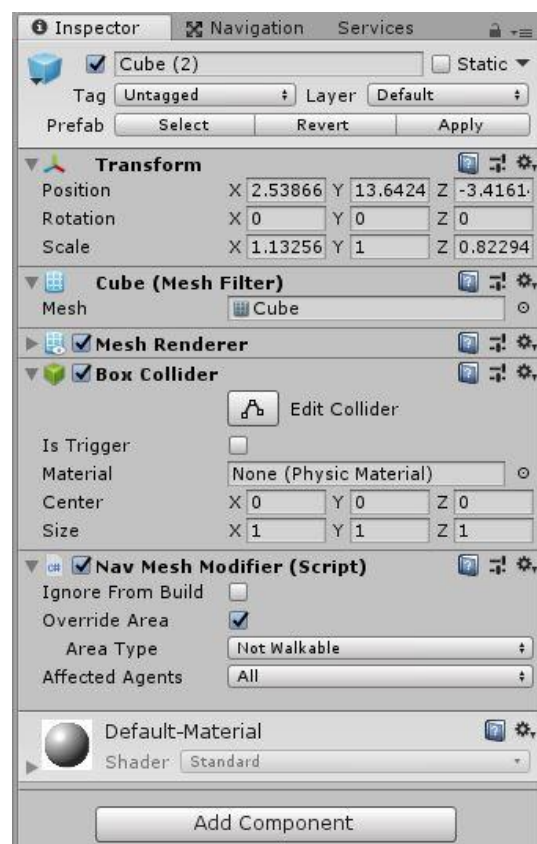 Inspector Navigation Services
Cube (2) Static
Tag Untagged Layer Default
Prefab Select Revert Apply
Transform
Position X 2.53866 Y 13.6424 Z -3.4161
Rotation X 0 Y 0 Z 0
Scale X 1.13256 Y 1 Z 0.82294
Cube (Mesh Filter)
Mesh Cube
Mesh Renderer
Box Collider
Edit Collider
Is Trigger
Material None (Physic Material)
Center X 0 Y 0 Z 0
Size X 1 Y 1 Z 1
C# Nav Mesh Modifier (Script)
Ignore From Build
Override Area
Area Type Not Walkable
Affected Agents All
Default-Material
Shader Standard
Add Component